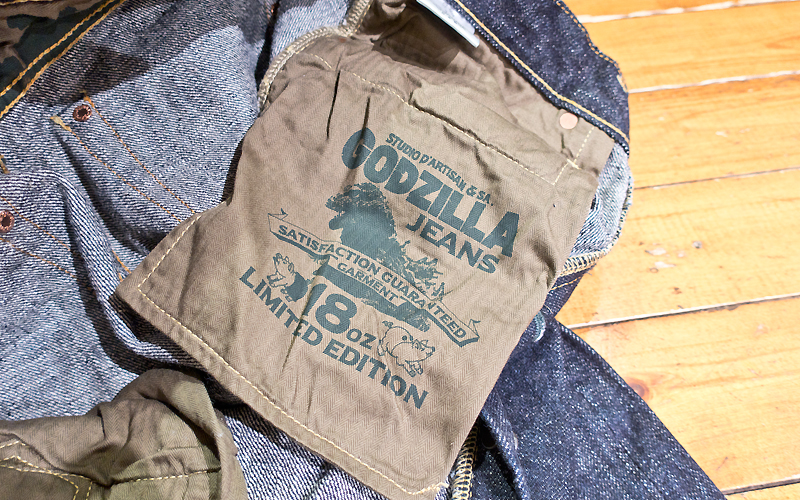 STUDIO D'ARTISAN & SA.
GODZILLA
JEANS
SATISFACTION GUARANTEED
GARMENT
18oz
LIMITED EDITION